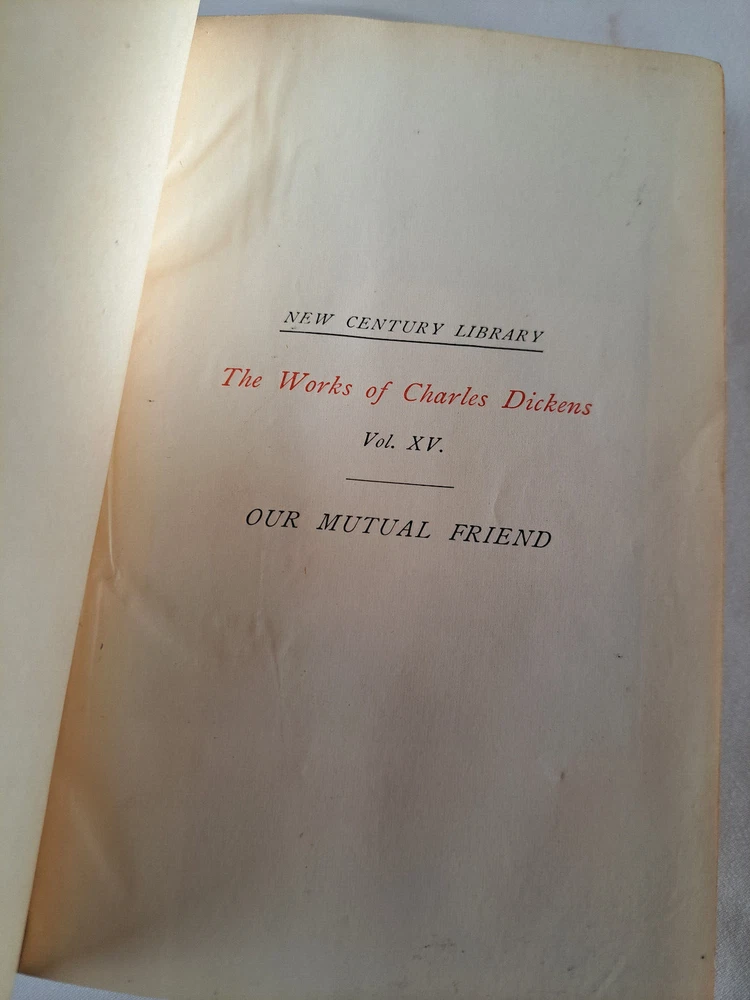 NEW CENTURY LIBRARY
The Works of Charles Dickens
Vol. XV.
OUR MUTUAL FRIEND